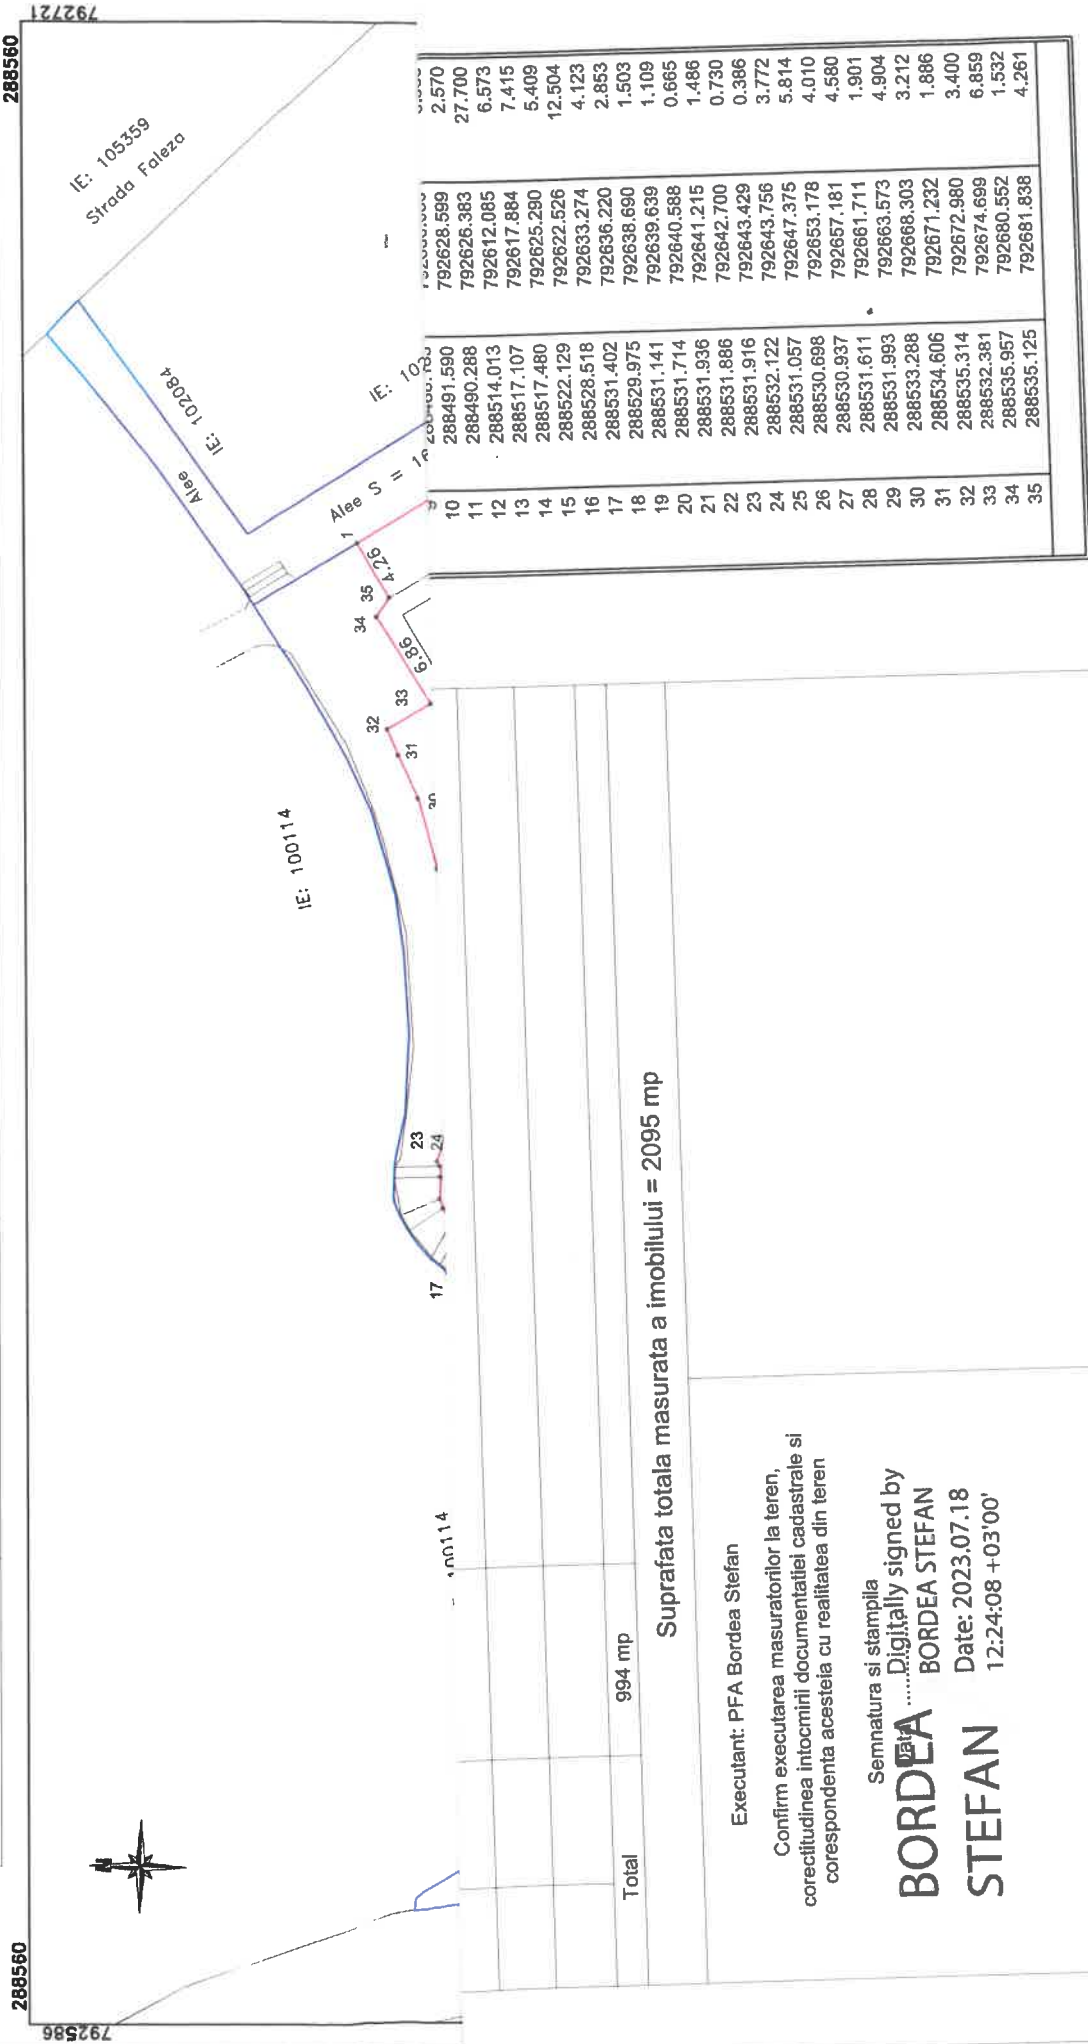 288560
288560
792586
792721
IE: 105359
Strada Faleza
IE: 102084
Alee
IE: 100114
Alee S =
1
4.26
35
34
6.86
33
32
31
30
23
24
17
10 288491.590 792628.599 2.570
11 288490.288 792626.383 27.700
12 288514.013 792612.085 6.573
13 288517.107 792617.884 7.415
14 288517.480 792625.290 5.409
15 288522.129 792622.526 12.504
16 288528.518 792633.274 4.123
17 288531.402 792636.220 2.853
18 288529.975 792638.690 1.503
19 288531.141 792639.639 1.109
20 288531.714 792640.588 0.665
21 288531.936 792641.215 1.486
22 288531.886 792642.700 0.730
23 288531.916 792643.429 0.386
24 288532.122 792643.756 3.772
25 288531.057 792647.375 5.814
26 288530.698 792653.178 4.010
27 288530.937 792657.181 4.580
28 288531.611 792661.711 1.901
29 288531.993 792663.573 4.904
30 288533.288 792668.303 3.212
31 288534.606 792671.232 1.886
32 288535.314 792672.980 3.400
33 288532.381 792674.699 6.859
34 288535.957 792680.552 1.532
35 288535.125 792681.838 4.261
Total 994 mp
Suprafata totala masurata a imobilului = 2095 mp
Executant: PFA Bordea Stefan
Confirm executarea masuratorilor la teren,
corectitudinea intocmirii documentatiei cadastrale si
corespondenta acesteia cu realitatea din teren
Semnatura si stampila
BORDEA
STEFAN
Digitally signed by
BORDEA STEFAN
Date: 2023.07.18
12:24:08 +03'00'